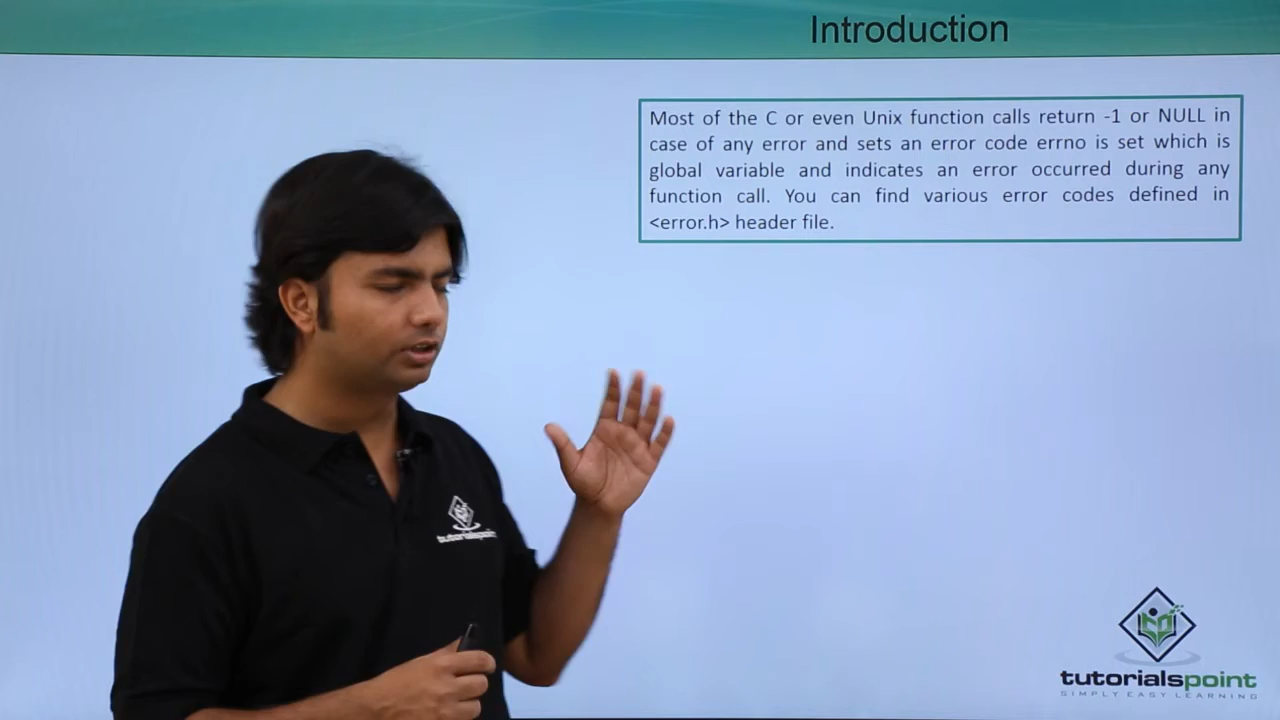 Introduction
Most of the C or even Unix function calls return -1 or NULL in
case of any error and sets an error code errno is set which is
global variable and indicates an error occurred during any
function call. You can find various error codes defined in
<error.h> header file.
tutorialspoint
tutorialspoint
SIMPLY EASY LEARNING